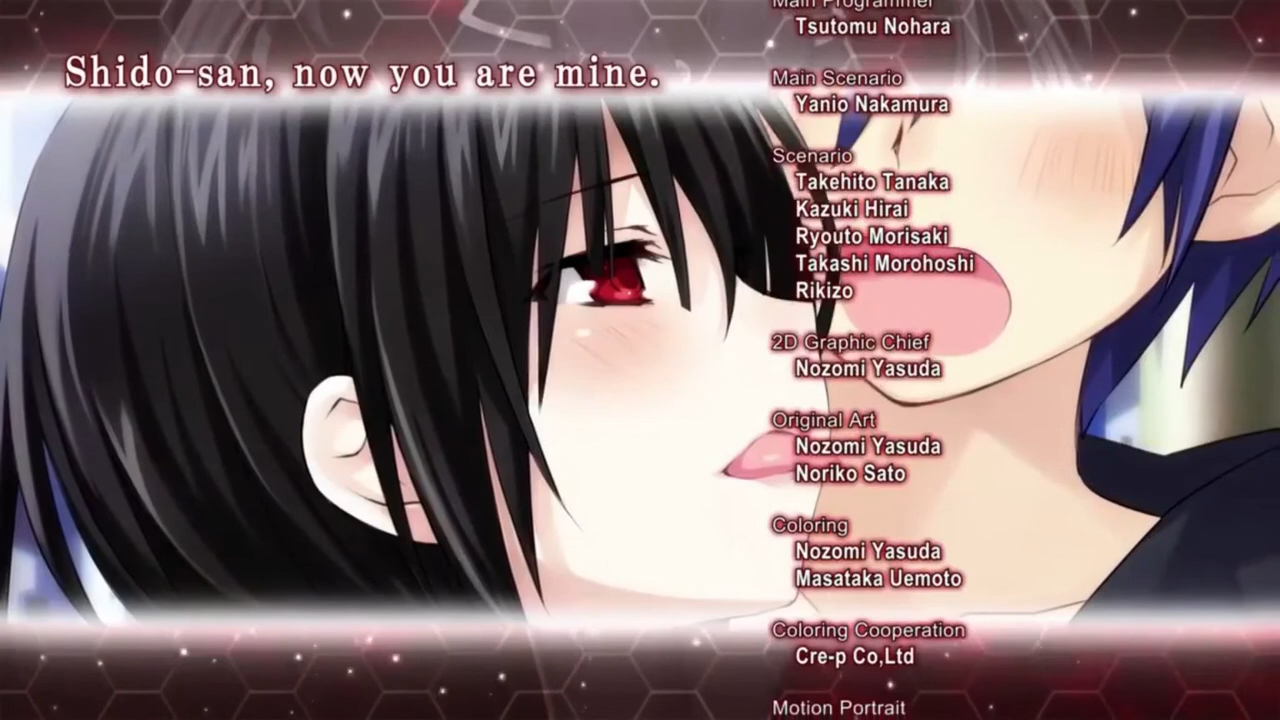 Main Programmer
Tsutomu Nohara
Shido-san, now you are mine.
Main Scenario
Yanio Nakamura
Scenario
Takehito Tanaka
Kazuki Hirai
Ryouto Morisaki
Takashi Morohoshi
Rikizo
2D Graphic Chief
Nozomi Yasuda
Original Art
Nozomi Yasuda
Noriko Sato
Coloring
Nozomi Yasuda
Masataka Uemoto
Coloring Cooperation
Cre-p Co,Ltd
Motion Portrait